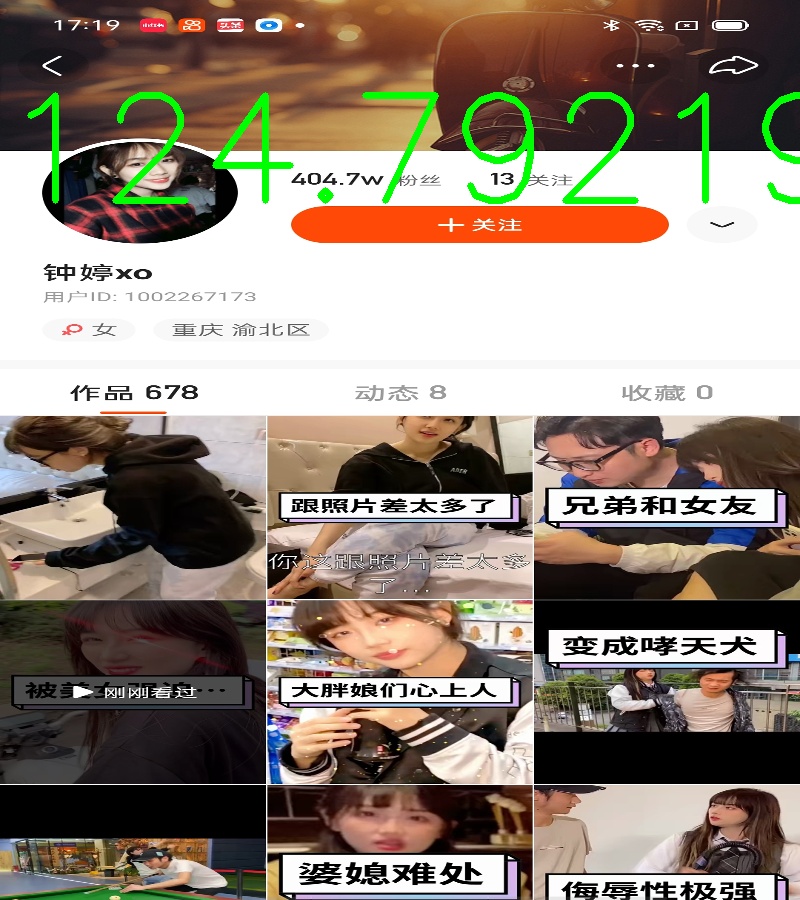 17:19
124.79219
404.7w 粉丝 13 关注
关注
钟婷xo
用户ID: 1002267173
女 重庆 渝北区
作品 678 动态 8 收藏 0
跟照片差太多了
你这跟照片差太多
了...
兄弟和女友
刚刚看过
大胖娘们心上人
变成哮天犬
婆媳难处
侮辱性极强